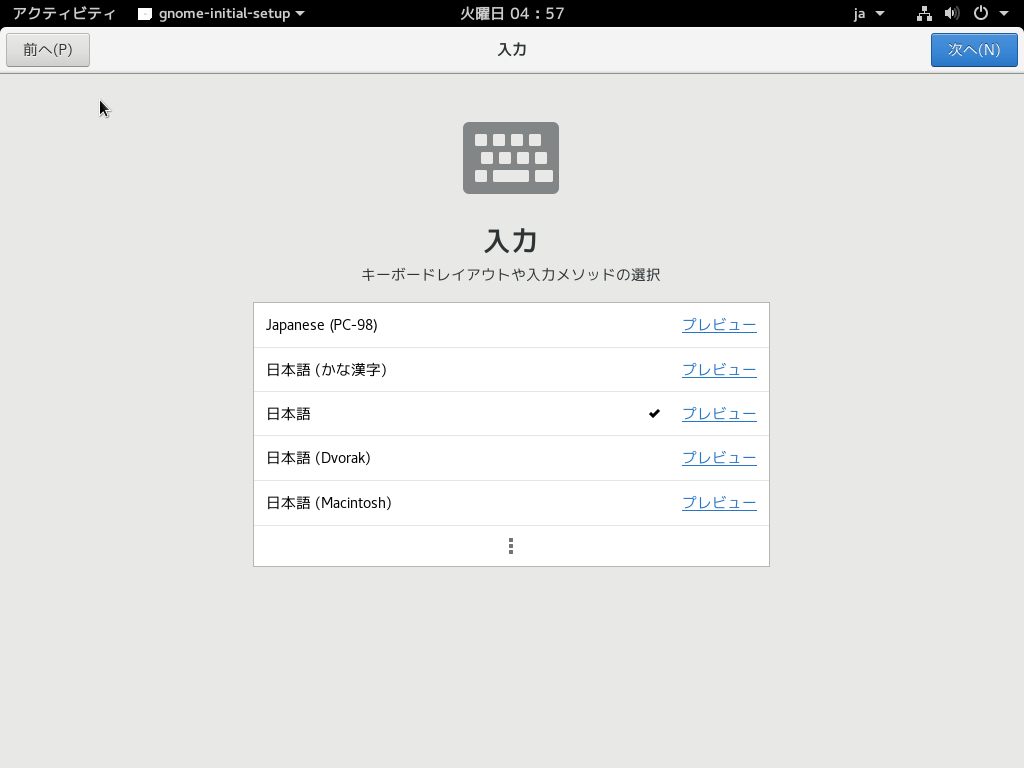 アクティビティ gnome-initial-setup 火曜日 04：57 ja
前へ(P) 入力 次へ(N)
入力
キーボードレイアウトや入力メソッドの選択
Japanese (PC-98) プレビュー
日本語 (かな漢字) プレビュー
日本語 プレビュー
日本語 (Dvorak) プレビュー
日本語 (Macintosh) プレビュー